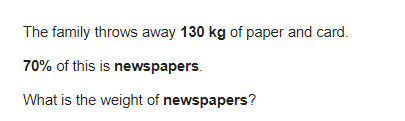 The family throws away 130 kg of paper and card.
70% of this is newspapers.
What is the weight of newspapers?